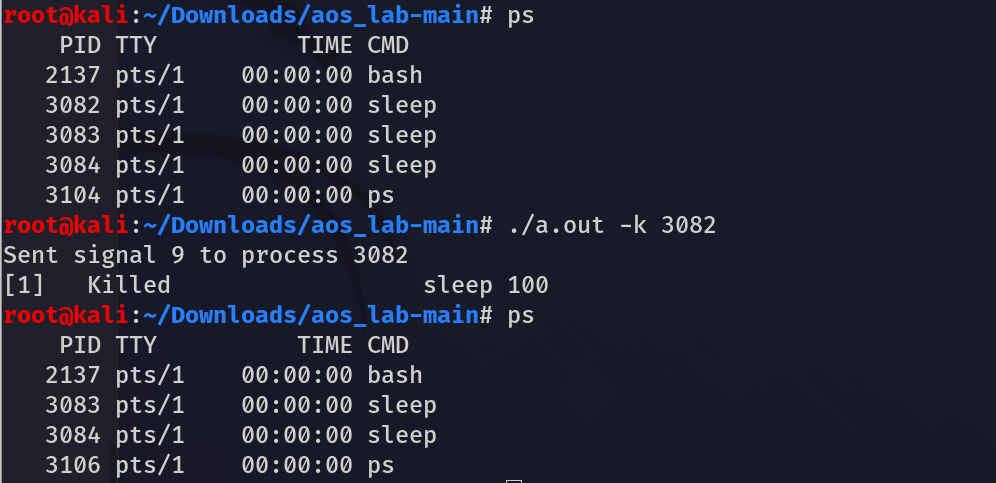 root@kali:~/Downloads/aos_lab-main# ps
    PID TTY          TIME CMD
   2137 pts/1    00:00:00 bash
   3082 pts/1    00:00:00 sleep
   3083 pts/1    00:00:00 sleep
   3084 pts/1    00:00:00 sleep
   3104 pts/1    00:00:00 ps
root@kali:~/Downloads/aos_lab-main# ./a.out -k 3082
Sent signal 9 to process 3082
[1]   Killed                  sleep 100
root@kali:~/Downloads/aos_lab-main# ps
    PID TTY          TIME CMD
   2137 pts/1    00:00:00 bash
   3083 pts/1    00:00:00 sleep
   3084 pts/1    00:00:00 sleep
   3106 pts/1    00:00:00 ps